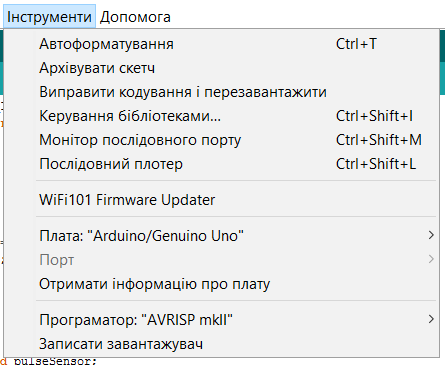 Інструменти Допомога
Автоформатування Ctrl+T
Архівувати скетч
Виправити кодування і перезавантажити
Керування бібліотеками... Ctrl+Shift+I
Монітор послідовного порту Ctrl+Shift+M
Послідовний плотер Ctrl+Shift+L
WiFi101 Firmware Updater
Плата: "Arduino/Genuino Uno"
Порт
Отримати інформацію про плату
Програматор: "AVRISP mkII"
Записати завантажувач
d pulseSensor;